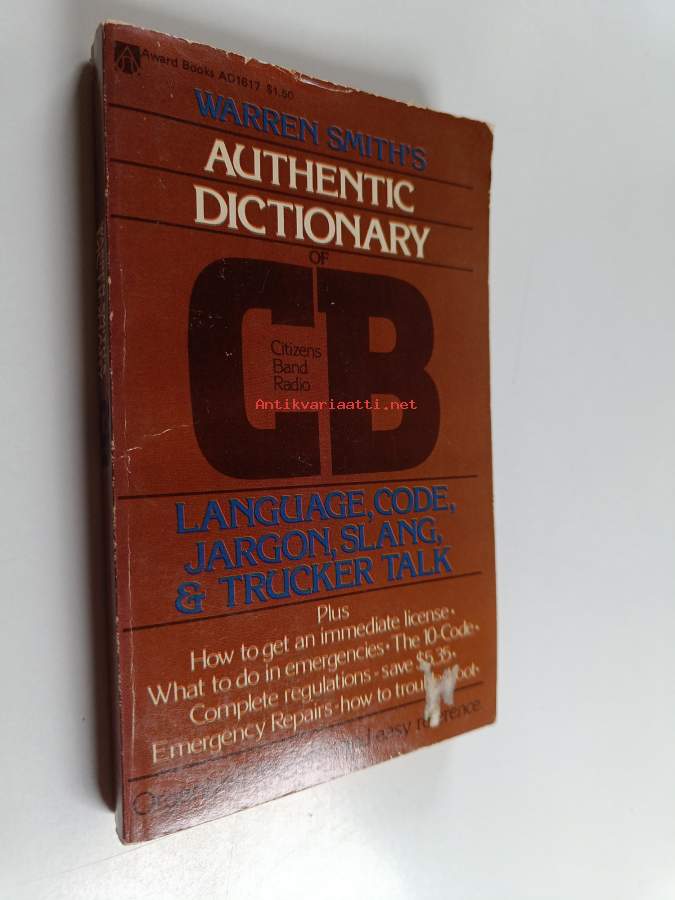 Award Books AD1617 $1.50
WARREN SMITH'S
AUTHENTIC
DICTIONARY
OF
CB
Citizens
Band
Radio
Antikvariaatti.net
LANGUAGE, CODE,
JARGON, SLANG,
& TRUCKER TALK
Plus
How to get an immediate license •
What to do in emergencies • The 10-Code •
Complete regulations - save $5.35 •
Emergency Repairs - how to
easy